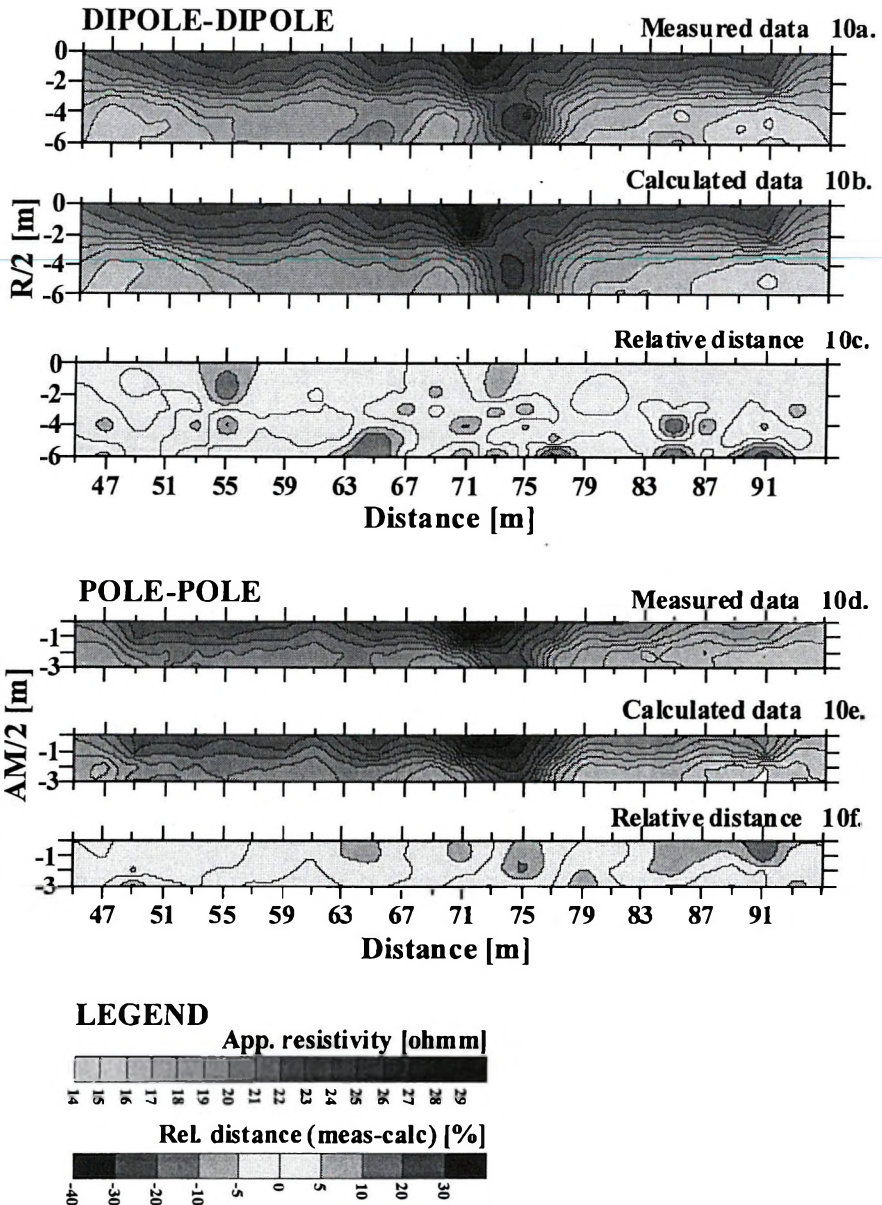 DIPOLE-DIPOLE
Measured data 10a.
0
-2
-4
-6
Calculated data 10b.
0
-2
-4
-6
R/2 [m]
Relative distance 10c.
0
-2
-4
-6
47 51 55 59 63 67 71 75 79 83 87 91
Distance [m]
POLE-POLE
Measured data 10d.
-1
-3
Calculated data 10e.
-1
-3
AM/2 [m]
Relative distance 10f.
-1
-3
47 51 55 59 63 67 71 75 79 83 87 91
Distance [m]
LEGEND
App. resistivity [ohmm]
14 15 16 17 18 19 20 21 22 23 24 25 26 27 28 29
Rel. distance (meas-calc) [%]
-40 -30 -20 -10 -5 0 5 10 20 30